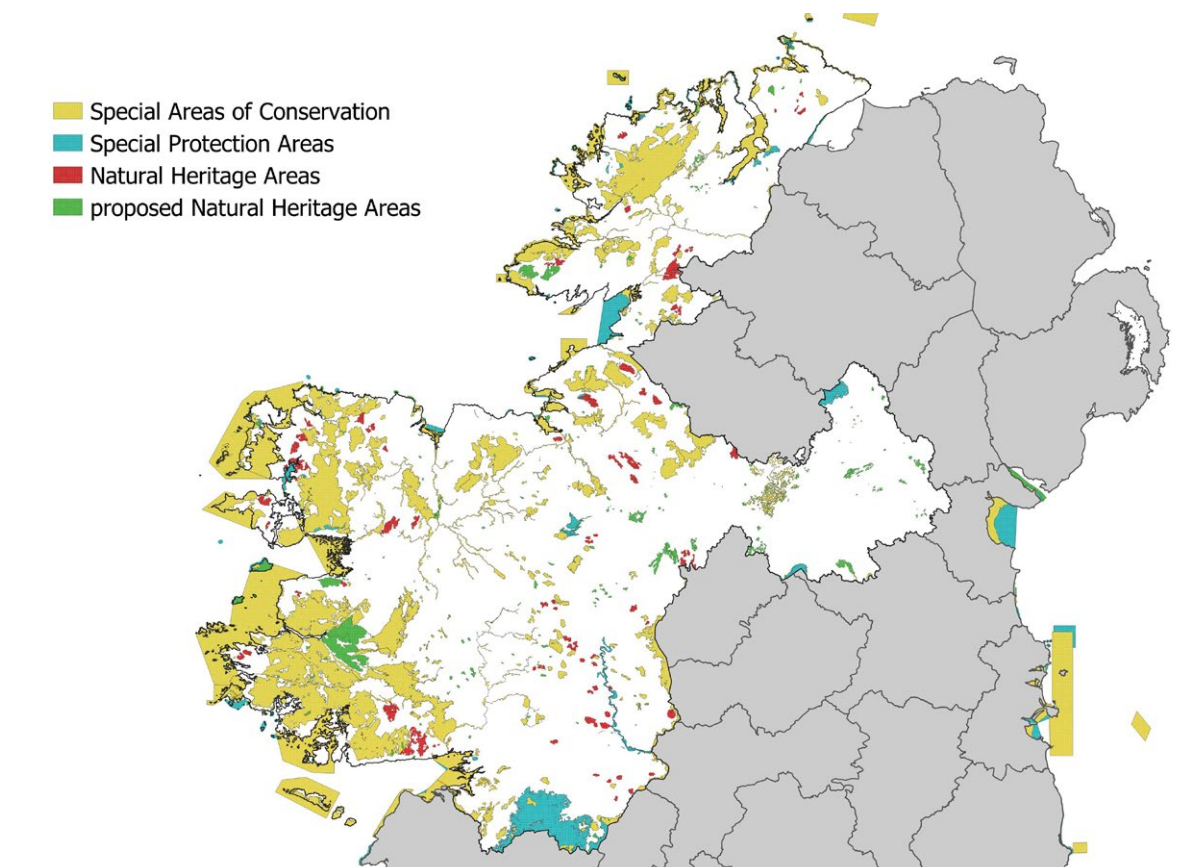 Special Areas of Conservation
Special Protection Areas
Natural Heritage Areas
proposed Natural Heritage Areas